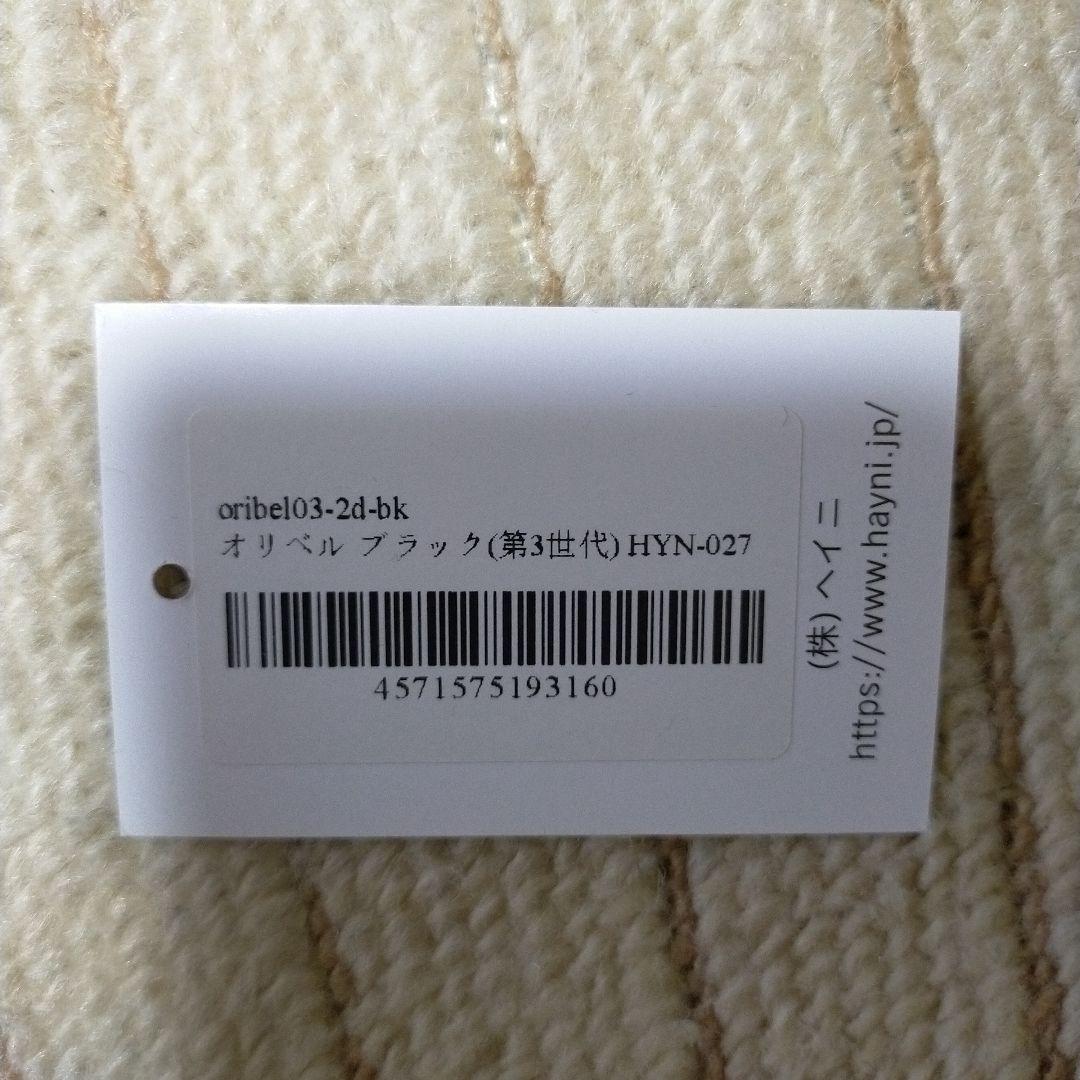 oribel03-2d-bk
オリベル ブラック(第3世代) HYN-027
4571575193160
(株) ヘイニ
https://www.hayni.jp/